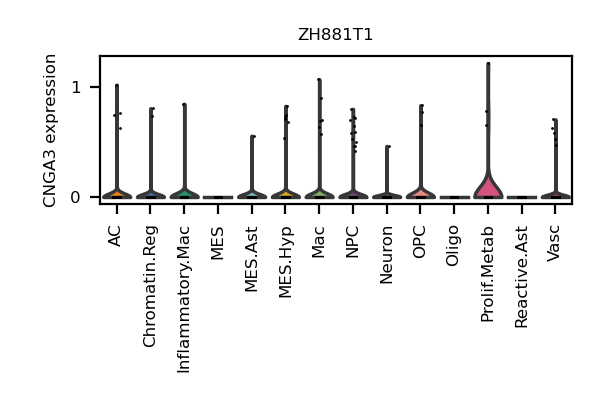 ZH881T1
CNGA3 expression
1
0
AC
Chromatin.Reg
Inflammatory.Mac
MES
MES.Ast
MES.Hyp
Mac
NPC
Neuron
OPC
Oligo
Prolif.Metab
Reactive.Ast
Vasc